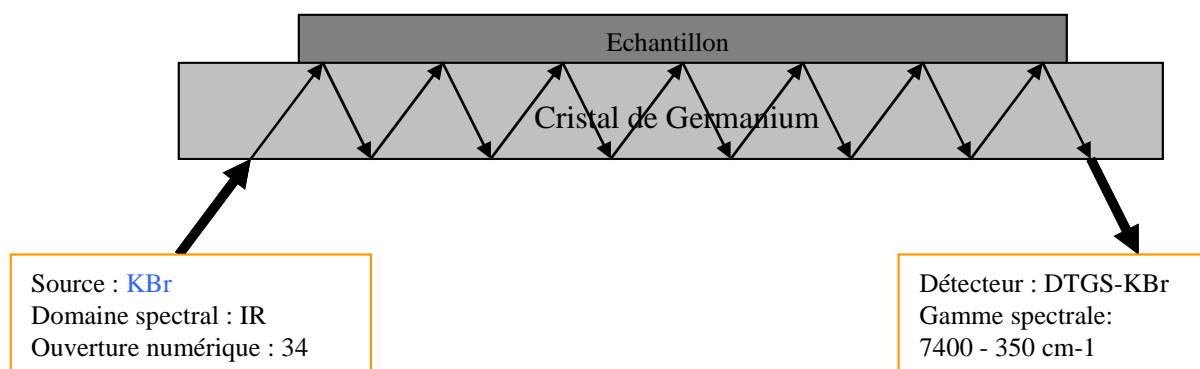 Echantillon
Cristal de Germanium
Source : KBr
Domaine spectral : IR
Ouverture numérique : 34
Détecteur : DTGS-KBr
Gamme spectrale:
7400 - 350 cm-1